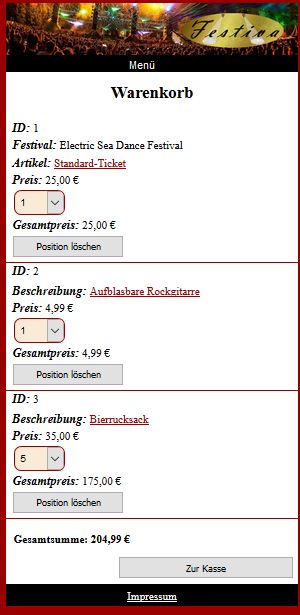 Festiva
Menü
Warenkorb
ID: 1
Festival: Electric Sea Dance Festival
Artikel: Standard-Ticket
Preis: 25,00 €
1
Gesamtpreis: 25,00 €
Position löschen
ID: 2
Beschreibung: Aufblasbare Rockgitarre
Preis: 4,99 €
1
Gesamtpreis: 4,99 €
Position löschen
ID: 3
Beschreibung: Bierrucksack
Preis: 35,00 €
5
Gesamtpreis: 175,00 €
Position löschen
Gesamtsumme: 204,99 €
Zur Kasse
Impressum